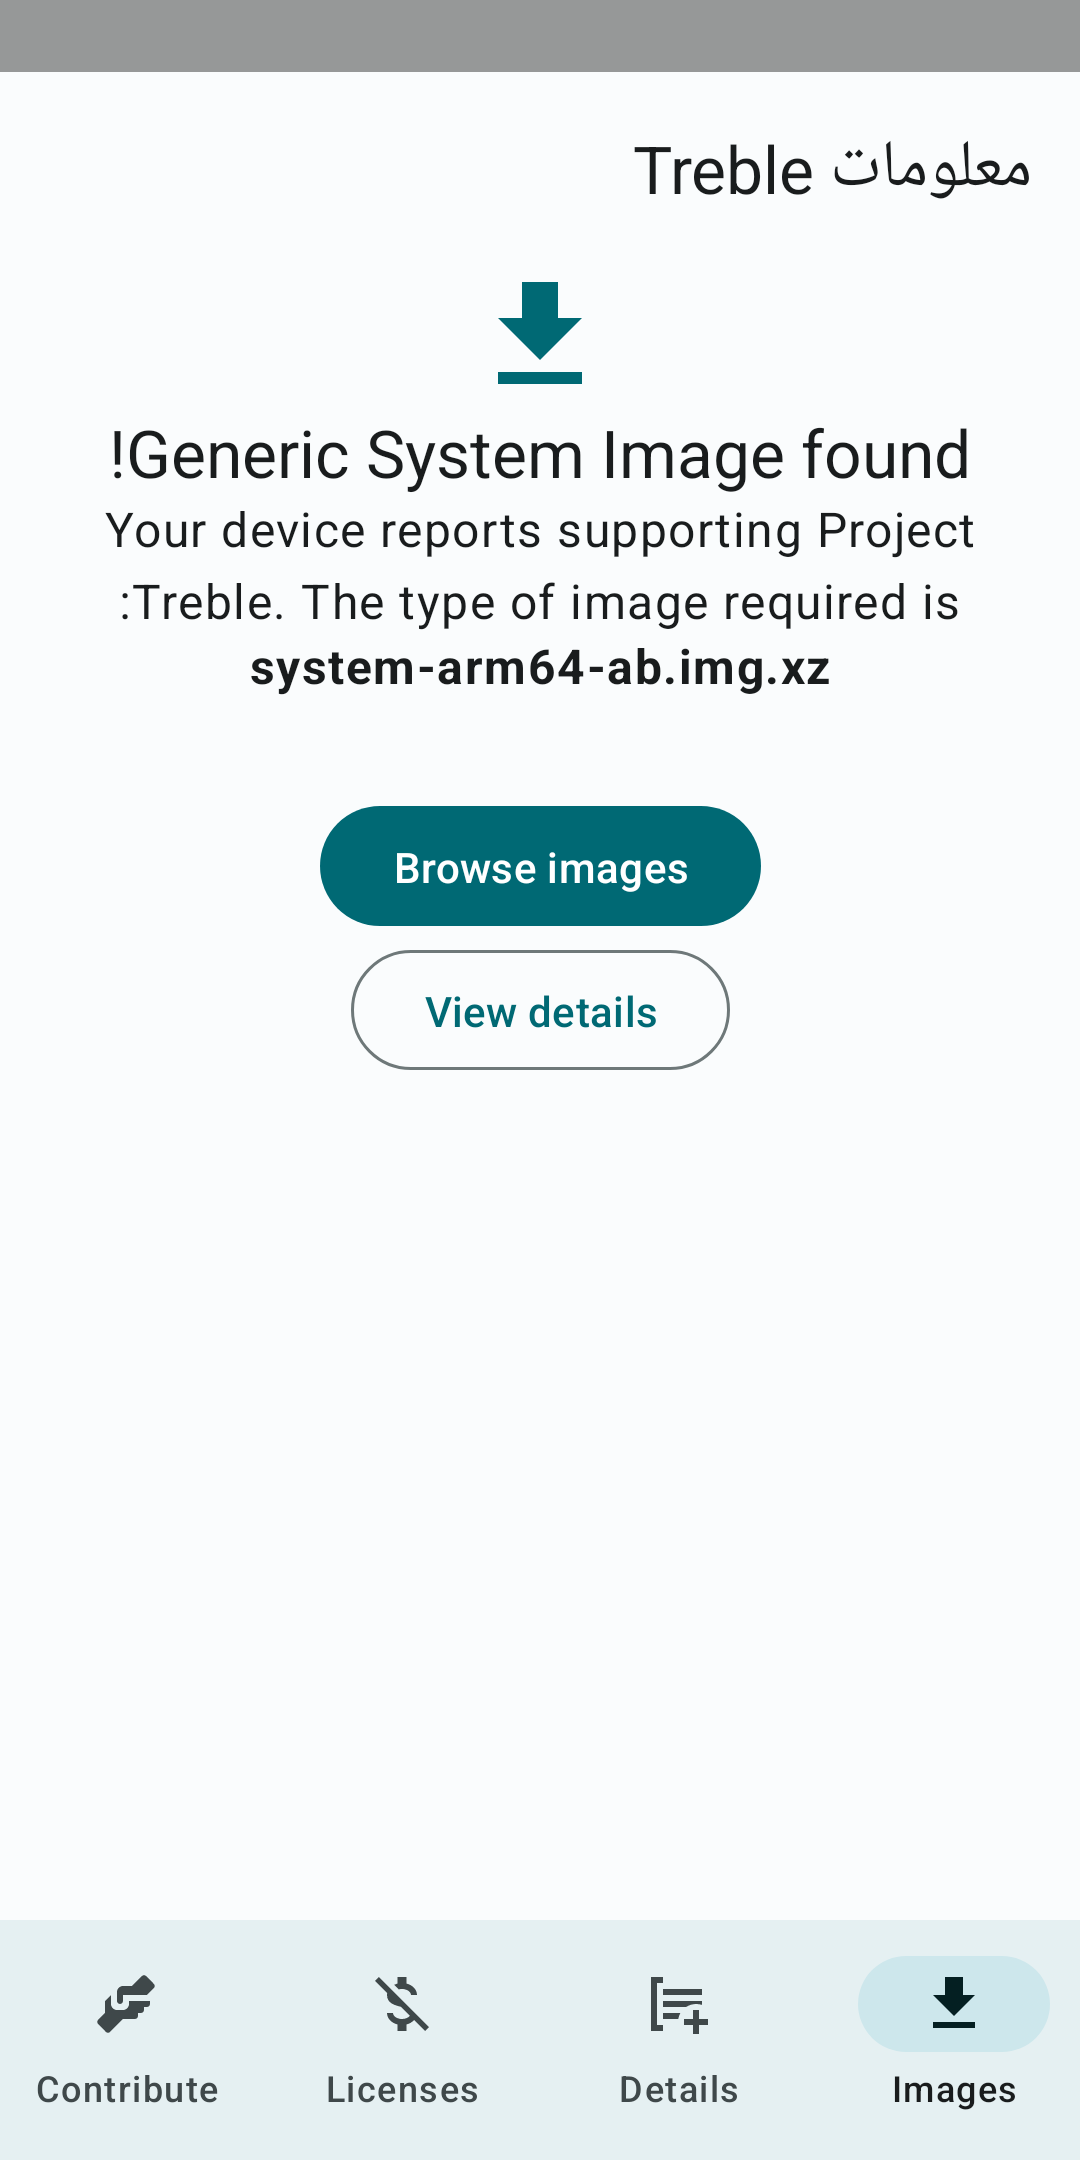 معلومات Treble
!Generic System Image found
Your device reports supporting Project
:Treble. The type of image required is
system-arm64-ab.img.xz
Browse images
View details
Contribute
Licenses
Details
Images